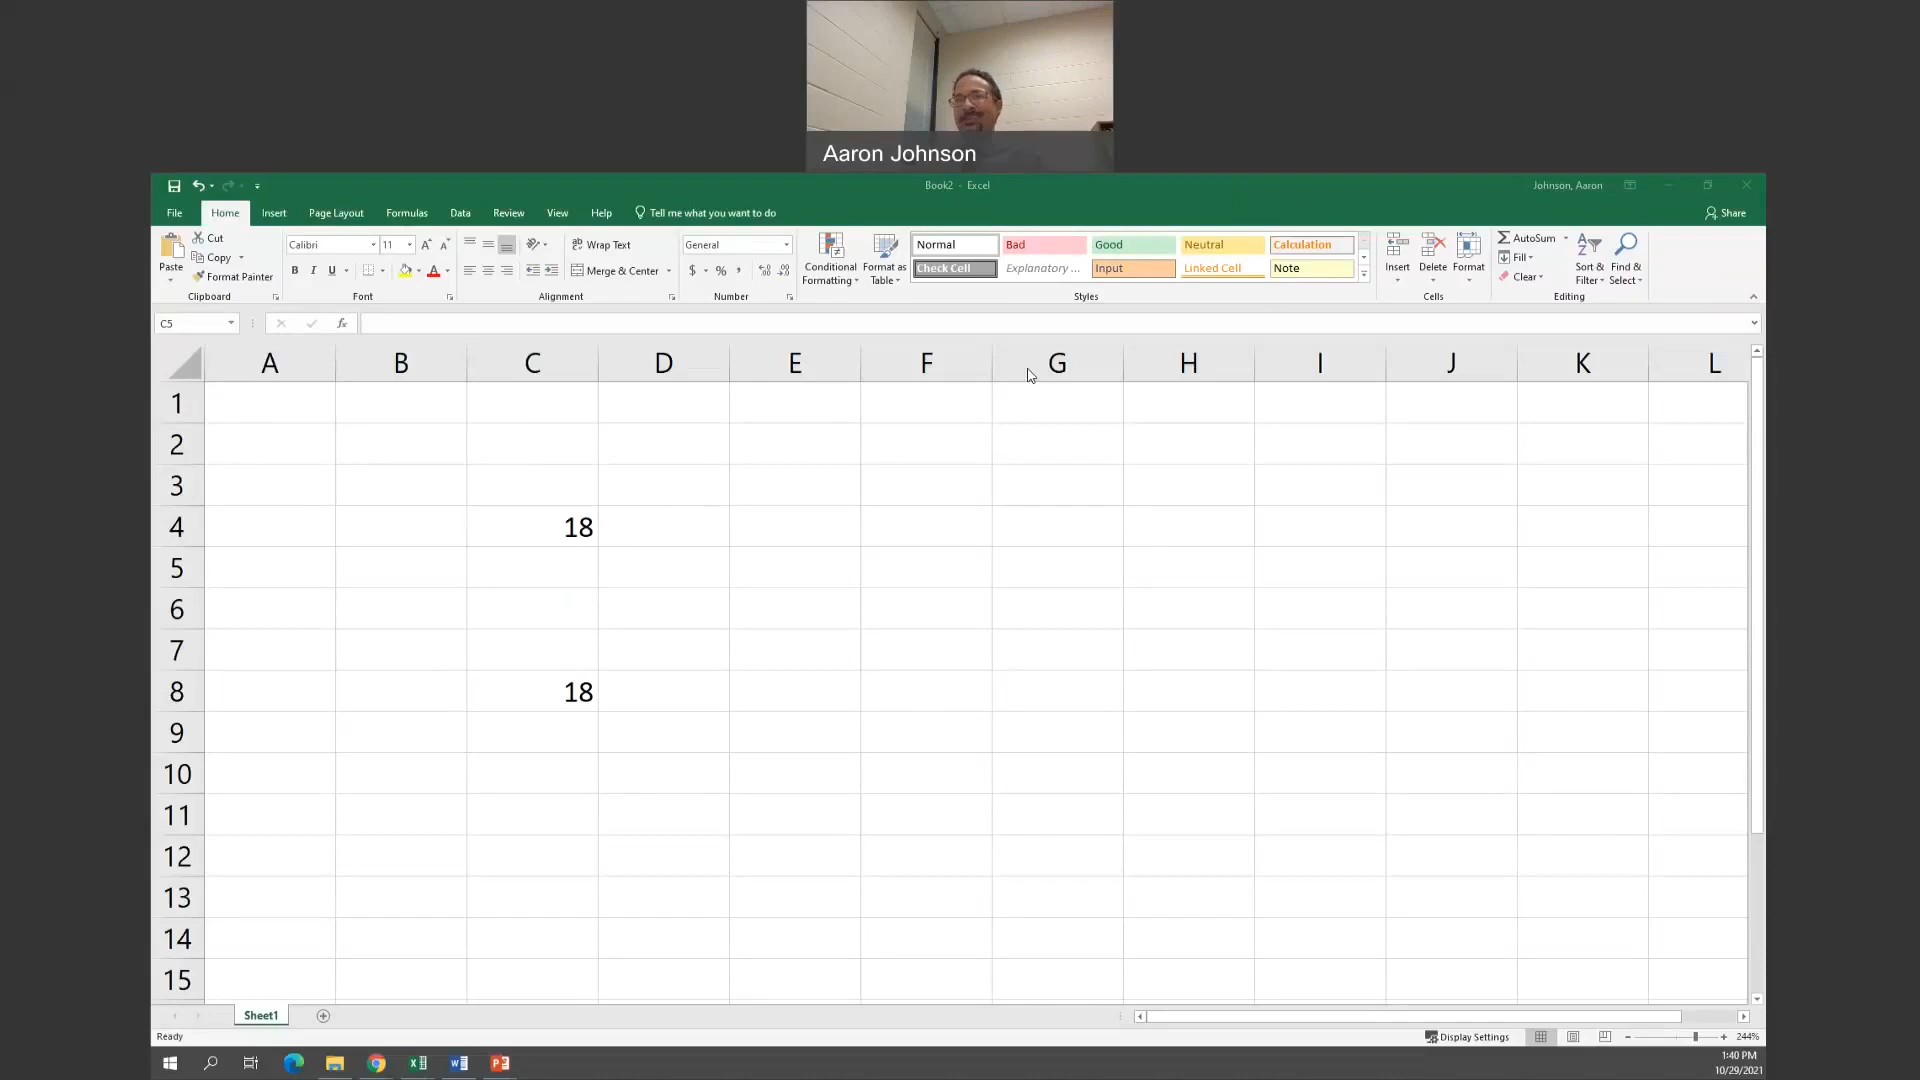 Aaron Johnson
Book2 - Excel
Johnson, Aaron
File Home Insert Page Layout Formulas Data Review View Help Tell me what you want to do
Share
Paste
Cut
Copy
Format Painter
Clipboard
Calibri 11
B I U A
Font
Wrap Text
Merge & Center
Alignment
General
$ % ,
Number
Conditional Formatting
Format as Table
Normal Bad Good Neutral Calculation
Check Cell Explanatory ... Input Linked Cell Note
Styles
Insert Delete Format
Cells
AutoSum
Fill
Clear
Sort & Filter
Find & Select
Editing
C5
fx
A B C D E F G H I J K L
1
2
3
4 18
5
6
7
8 18
9
10
11
12
13
14
15
Sheet1
Ready
Display Settings
244%
1:40 PM
10/29/2021